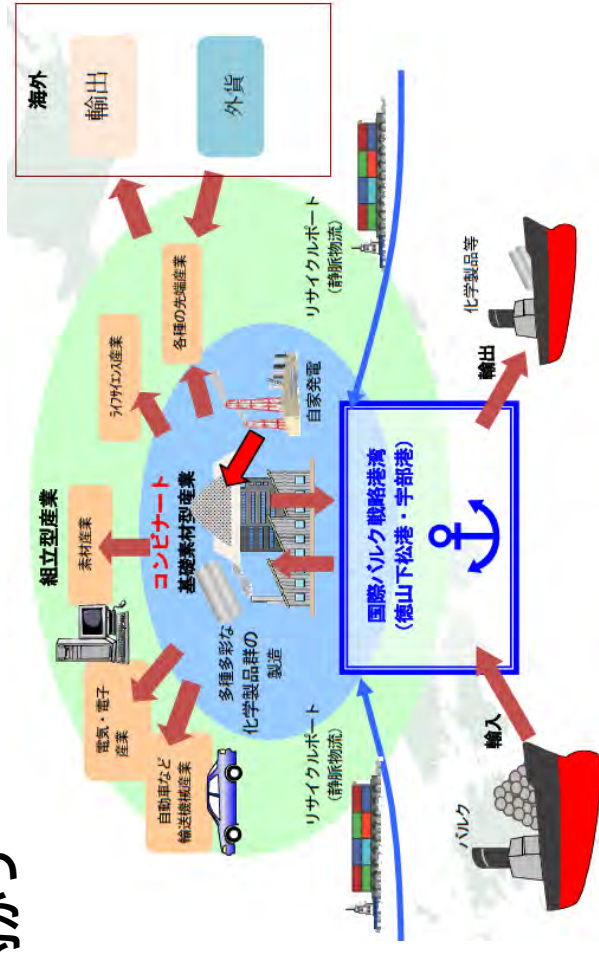 海外
輸出
外貨
組立型産業
素材産業
ライフサイエンス産業
各種の先端産業
電気・電子
産業
自動車など
輸送機械産業
コンビナート
基礎素材型産業
多種多彩な
化学製品群の
製造
自家発電
リサイクルポート
（静脈物流）
リサイクルポート
（静脈物流）
国際バルク戦略港湾
（徳山下松港・宇部港）
バルク
輸入
輸出
化学製品等